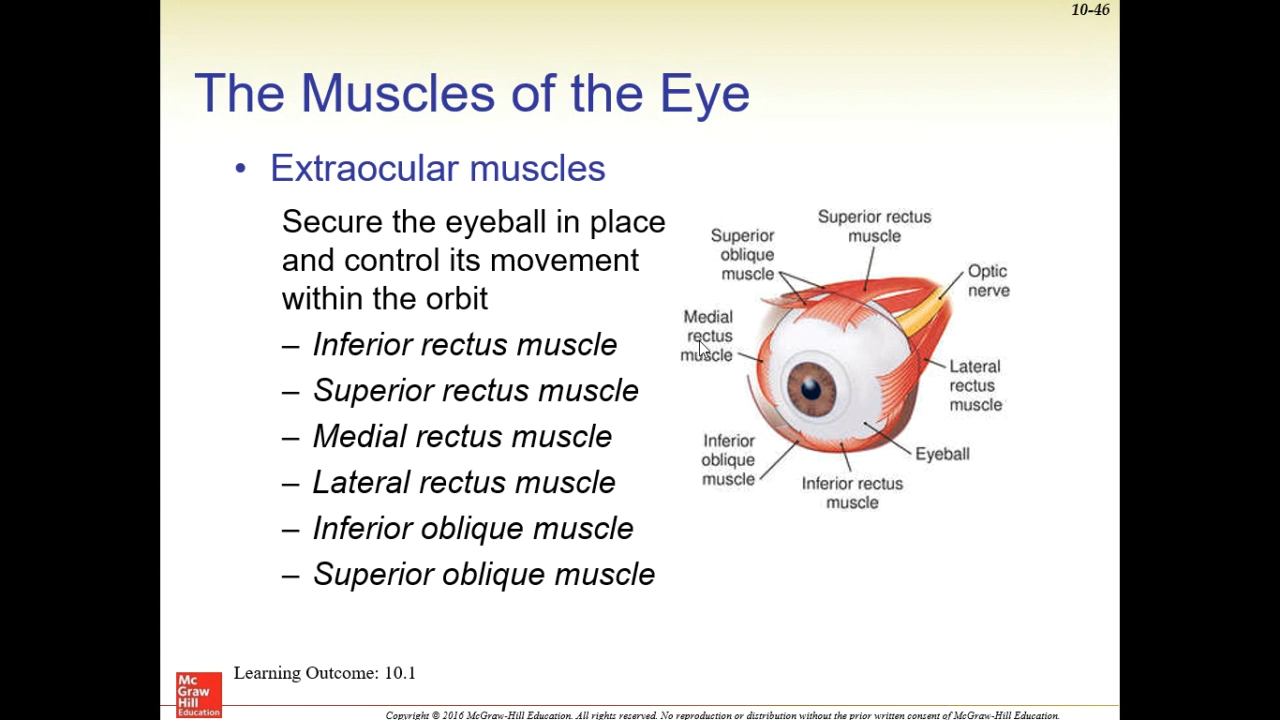 10-46
The Muscles of the Eye
• Extraocular muscles
Secure the eyeball in place
and control its movement
within the orbit
– Inferior rectus muscle
– Superior rectus muscle
– Medial rectus muscle
– Lateral rectus muscle
– Inferior oblique muscle
– Superior oblique muscle
Superior rectus
muscle
Superior
oblique
muscle
Optic
nerve
Medial
rectus
muscle
Lateral
rectus
muscle
Inferior
oblique
muscle
Eyeball
Inferior rectus
muscle
Mc
Graw
Hill
Education
Learning Outcome: 10.1
Copyright © 2016 McGraw-Hill Education. All rights reserved. No reproduction or distribution without the prior written consent of McGraw-Hill Education.